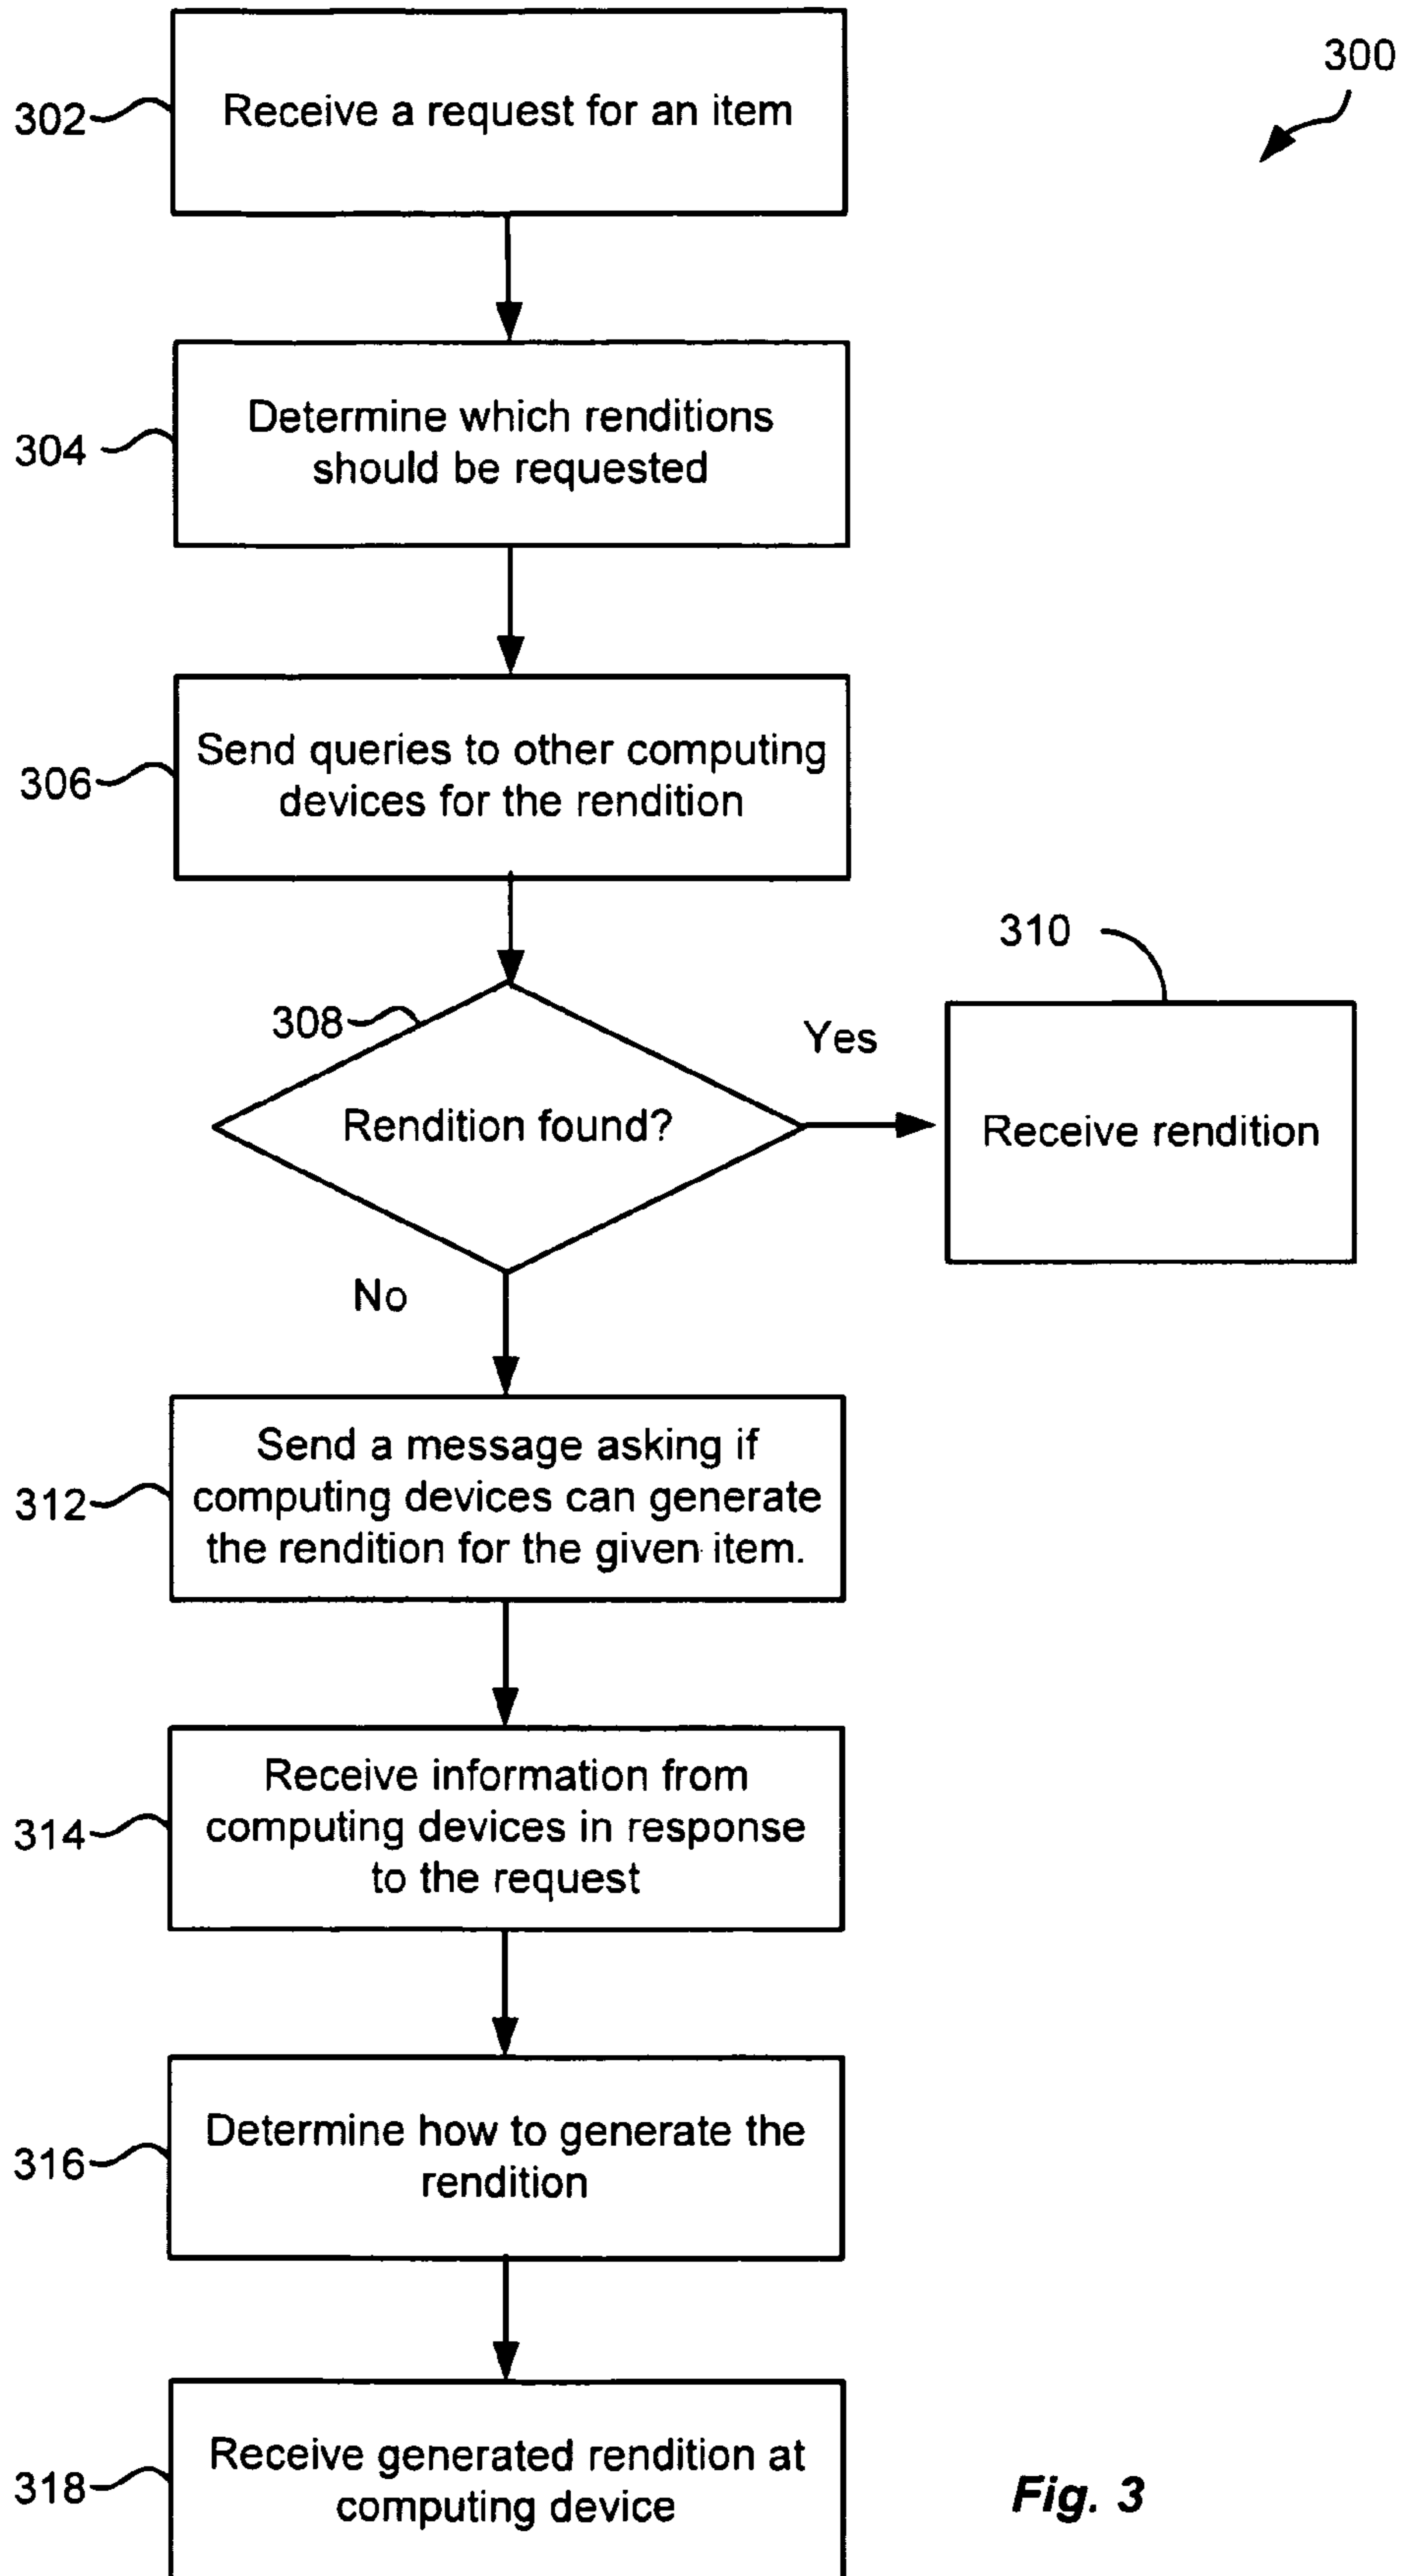 300
302
Receive a request for an item
304
Determine which renditions
should be requested
306
Send queries to other computing
devices for the rendition
308
Rendition found?
Yes
310
Receive rendition
No
312
Send a message asking if
computing devices can generate
the rendition for the given item.
314
Receive information from
computing devices in response
to the request
316
Determine how to generate the
rendition
318
Receive generated rendition at
computing device
Fig. 3